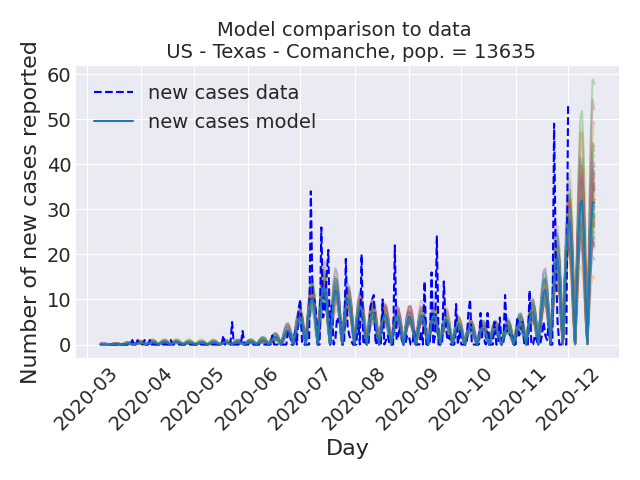 Model comparison to data
US - Texas - Comanche, pop. = 13635
Number of new cases reported
60
50
40
30
20
10
0
new cases data
new cases model
2020-03
2020-04
2020-05
2020-06
2020-07
2020-08
2020-09
2020-10
2020-11
2020-12
Day